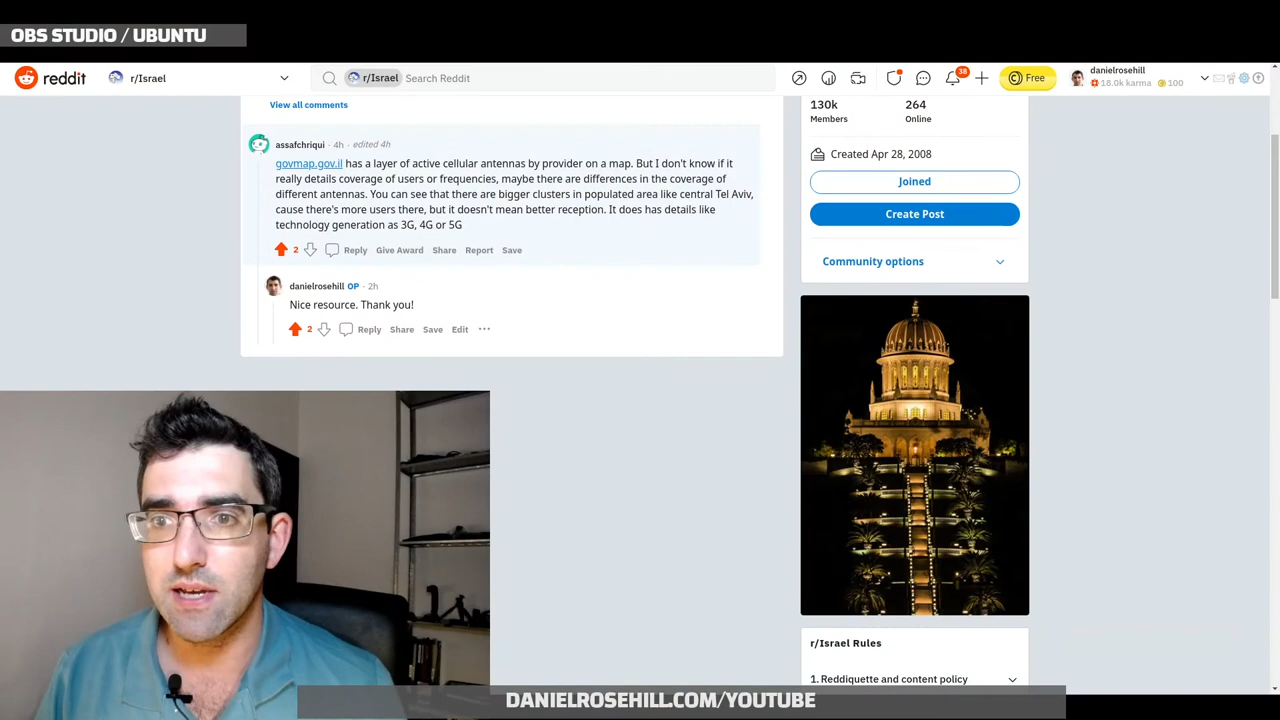 OBS STUDIO / UBUNTU
reddit
r/Israel
r/Israel Search Reddit
38
Free
danielrosehill
18.0k karma 100
View all comments
assafchriqui · 4h · edited 4h
govmap.gov.il has a layer of active cellular antennas by provider on a map. But I don't know if it
really details coverage of users or frequencies, maybe there are differences in the coverage of
different antennas. You can see that there are bigger clusters in populated area like central Tel Aviv,
cause there's more users there, but it doesn't mean better reception. It does has details like
technology generation as 3G, 4G or 5G
2 Reply Give Award Share Report Save
danielrosehill OP · 2h
Nice resource. Thank you!
2 Reply Share Save Edit ...
130k
Members
264
Online
Created Apr 28, 2008
Joined
Create Post
Community options
r/Israel Rules
1. Reddiquette and content policy
DANIELROSEHILL.COM/YOUTUBE